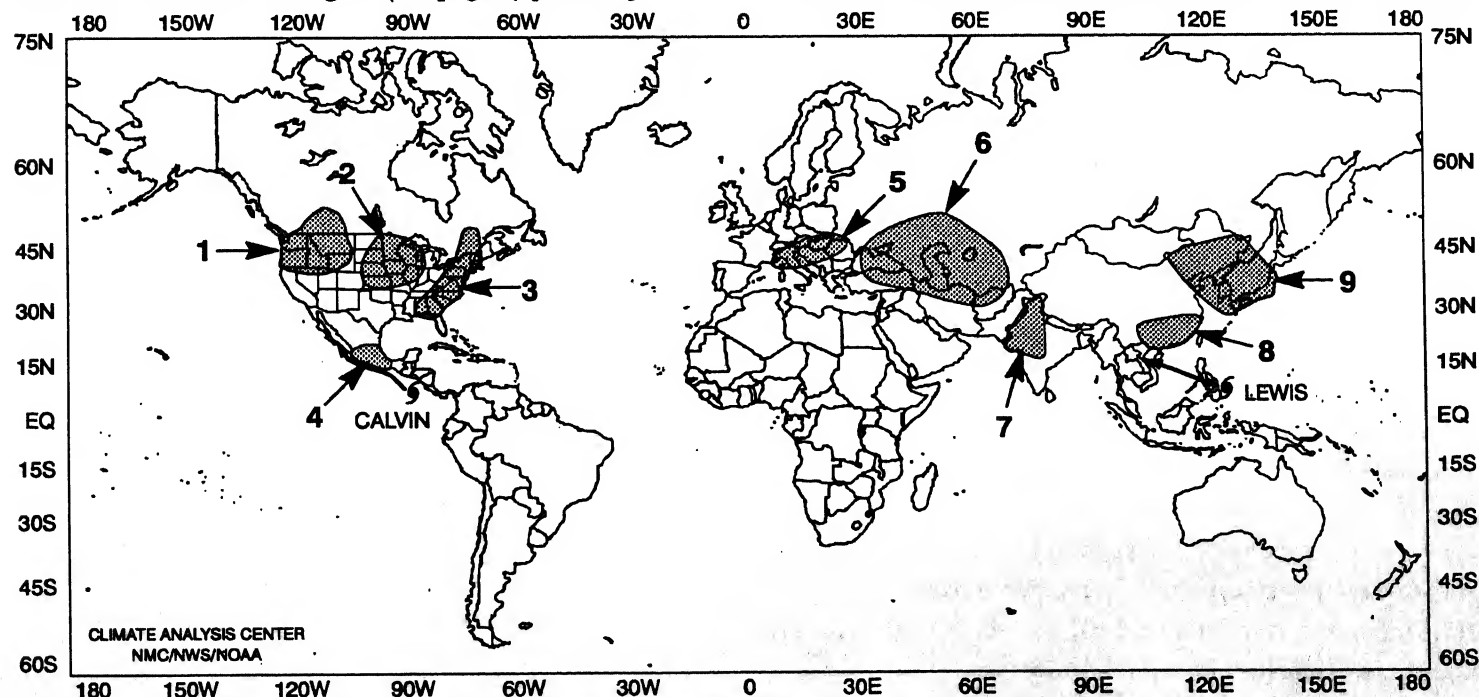 180 150W 120W 90W 60W 30W 0 30E 60E 90E 120E 150E 180
75N 75N
60N 60N
45N 45N
30N 30N
15N 15N
EQ EQ
15S 15S
30S 30S
45S 45S
60S 60S
1
2
3
4
5
6
7
8
9
CALVIN
LEWIS
CLIMATE ANALYSIS CENTER
NMC/NWS/NOAA
180 150W 120W 90W 60W 30W 0 30E 60E 90E 120E 150E 180